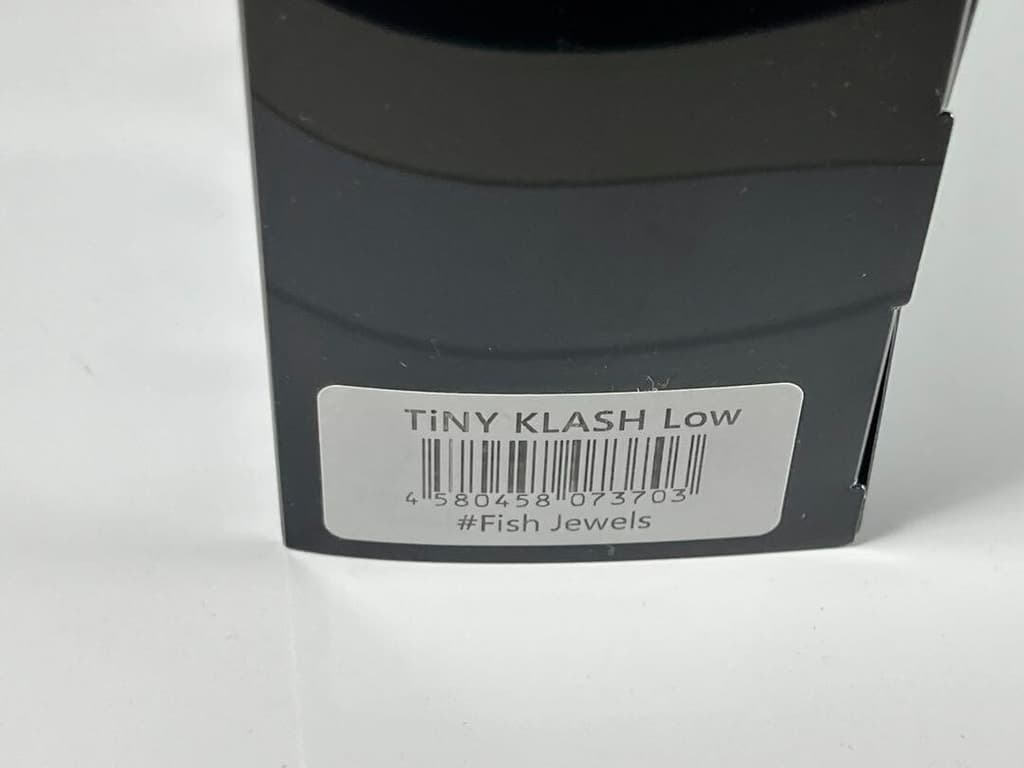 TiNY KLASH Low
4 580458 073703
#Fish Jewels